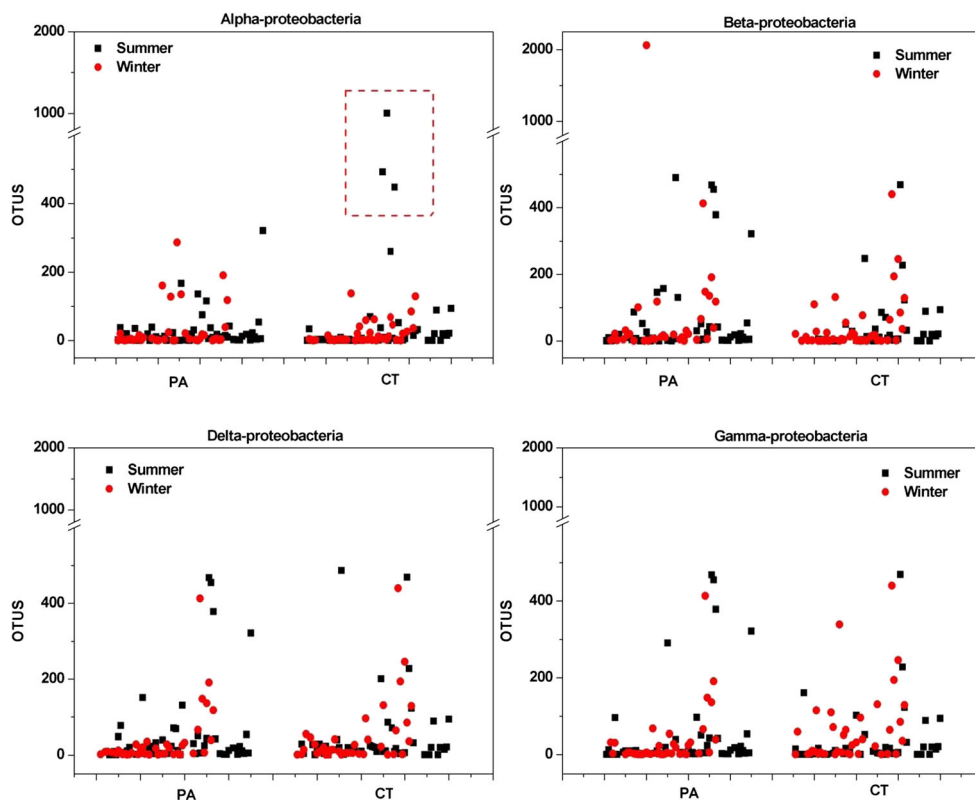 Alpha-proteobacteria
2000
1000
400
200
0
OTUS
Summer
Winter
PA CT
Beta-proteobacteria
2000
1000
400
200
0
OTUS
Summer
Winter
PA CT
Delta-proteobacteria
2000
1000
400
200
0
OTUS
Summer
Winter
PA CT
Gamma-proteobacteria
2000
1000
400
200
0
OTUS
Summer
Winter
PA CT